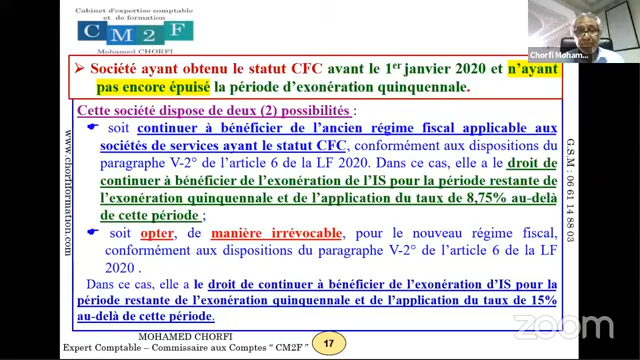 Cabinet d'expertise comptable
et de formation
CM2F
Mohamed CHORFI
Chorfi Moham...
➢ Société ayant obtenu le statut CFC avant le 1er janvier 2020 et n'ayant
pas encore épuisé la période d'exonération quinquennale.
Cette société dispose de deux (2) possibilités :
soit continuer à bénéficier de l'ancien régime fiscal applicable aux
sociétés de services ayant le statut CFC, conformément aux dispositions du
paragraphe V-2° de l'article 6 de la LF 2020. Dans ce cas, elle a le droit de
continuer à bénéficier de l'exonération de l'IS pour la période restante de
l'exonération quinquennale et de l'application du taux de 8,75% au-delà
de cette période ;
soit opter, de manière irrévocable, pour le nouveau régime fiscal,
conformément aux dispositions du paragraphe V-2° de l'article 6 de la LF
2020 .
Dans ce cas, elle a le droit de continuer à bénéficier de l'exonération d'IS pour la
période restante de l'exonération quinquennale et de l'application du taux de 15%
au-delà de cette période.
www.chorfiformation.com
G.S.M : 06 61 14 88 03
MOHAMED CHORFI
Expert Comptable – Commissaire aux Comptes " CM2F "
17
zoom